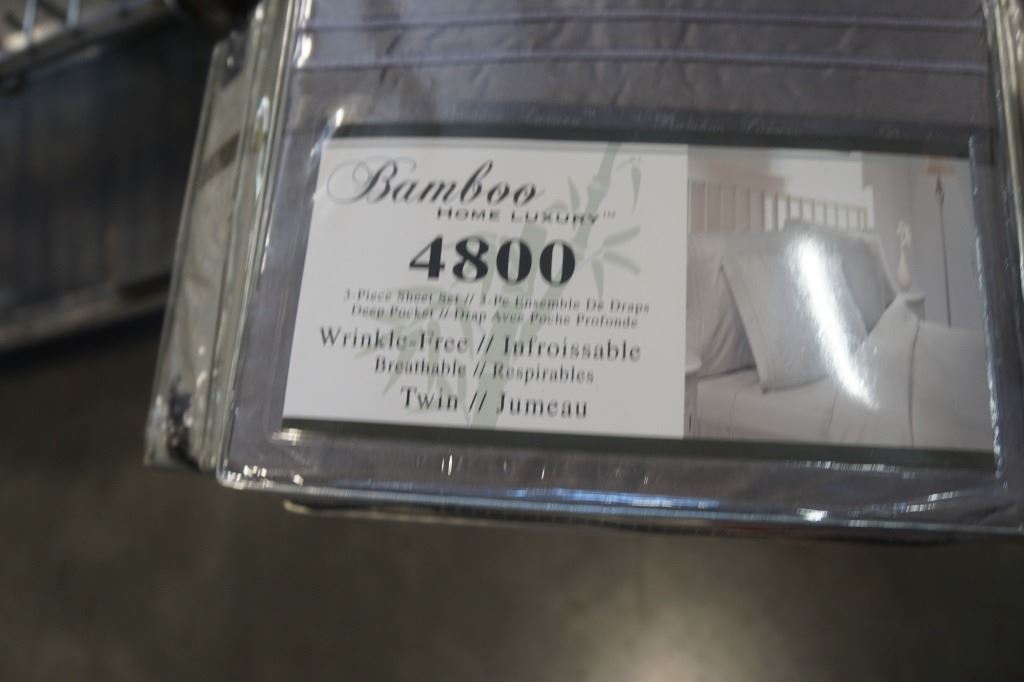 Bamboo
HOME LUXURY™
4800
3-Piece Sheet Set // 3-Pc Ensemble De Draps
Deep Pocket // Drap Avec Poche Profonde
Wrinkle-Free // Infroissable
Breathable // Respirables
Twin // Jumeau